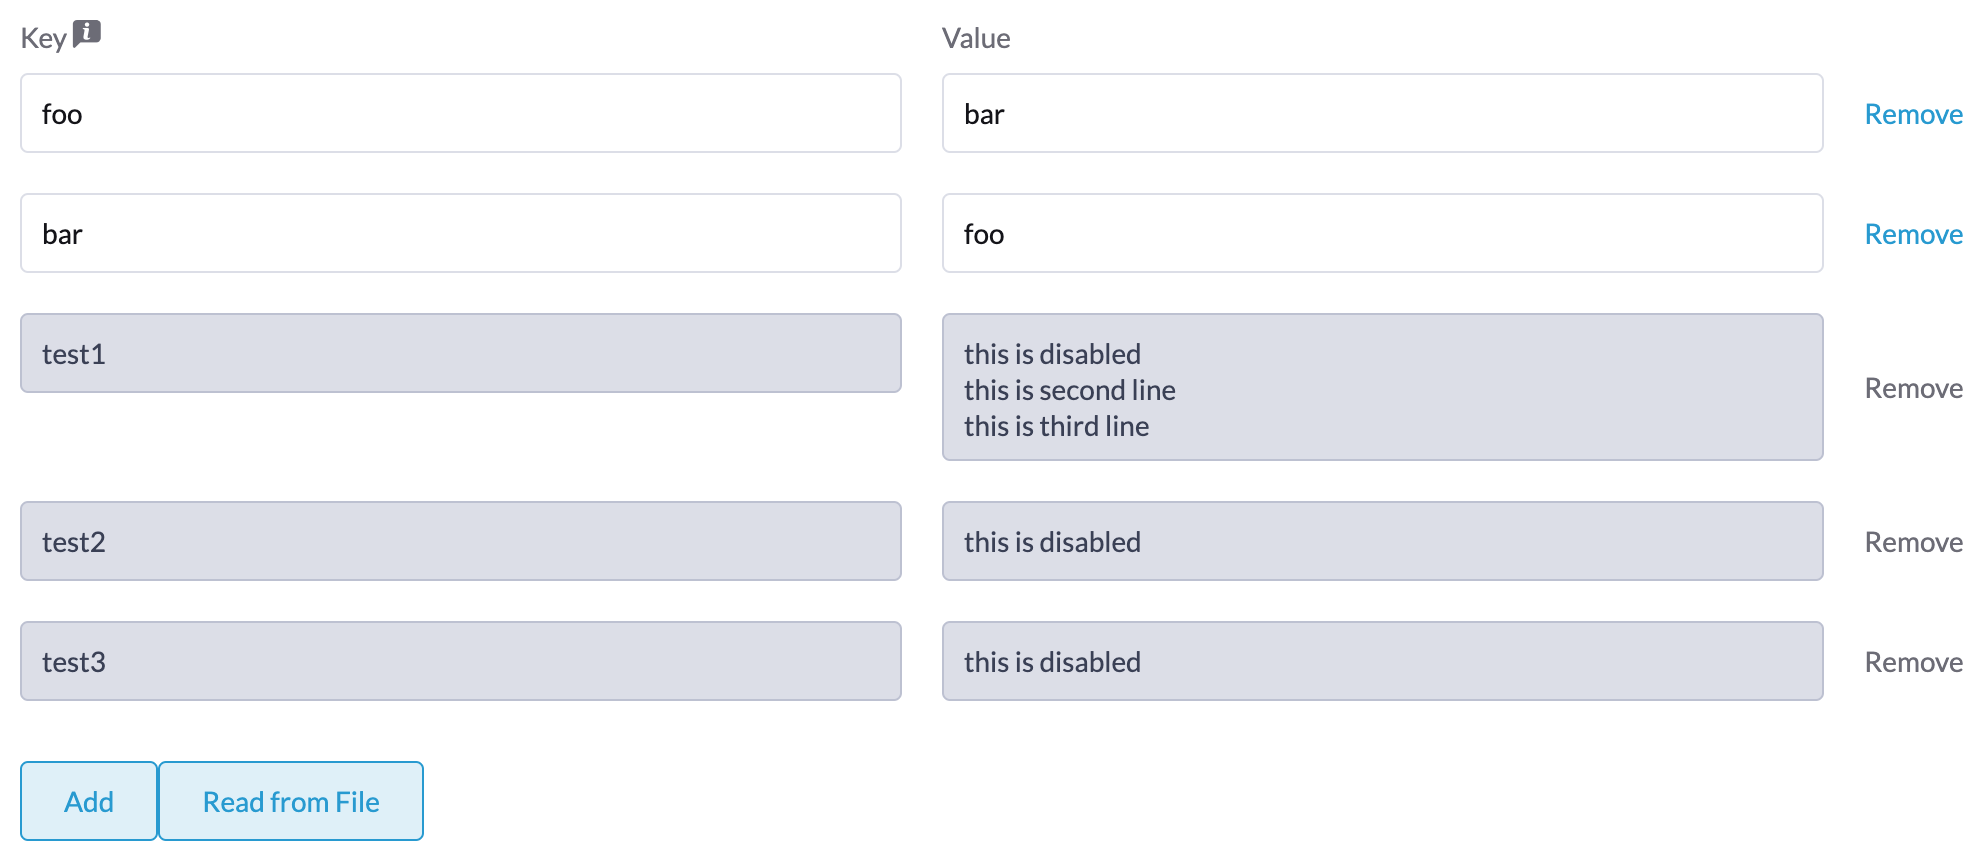 Key Value
foo bar Remove
bar foo Remove
test1 this is disabled
this is second line
this is third line
Remove
test2 this is disabled Remove
test3 this is disabled Remove
Add Read from File